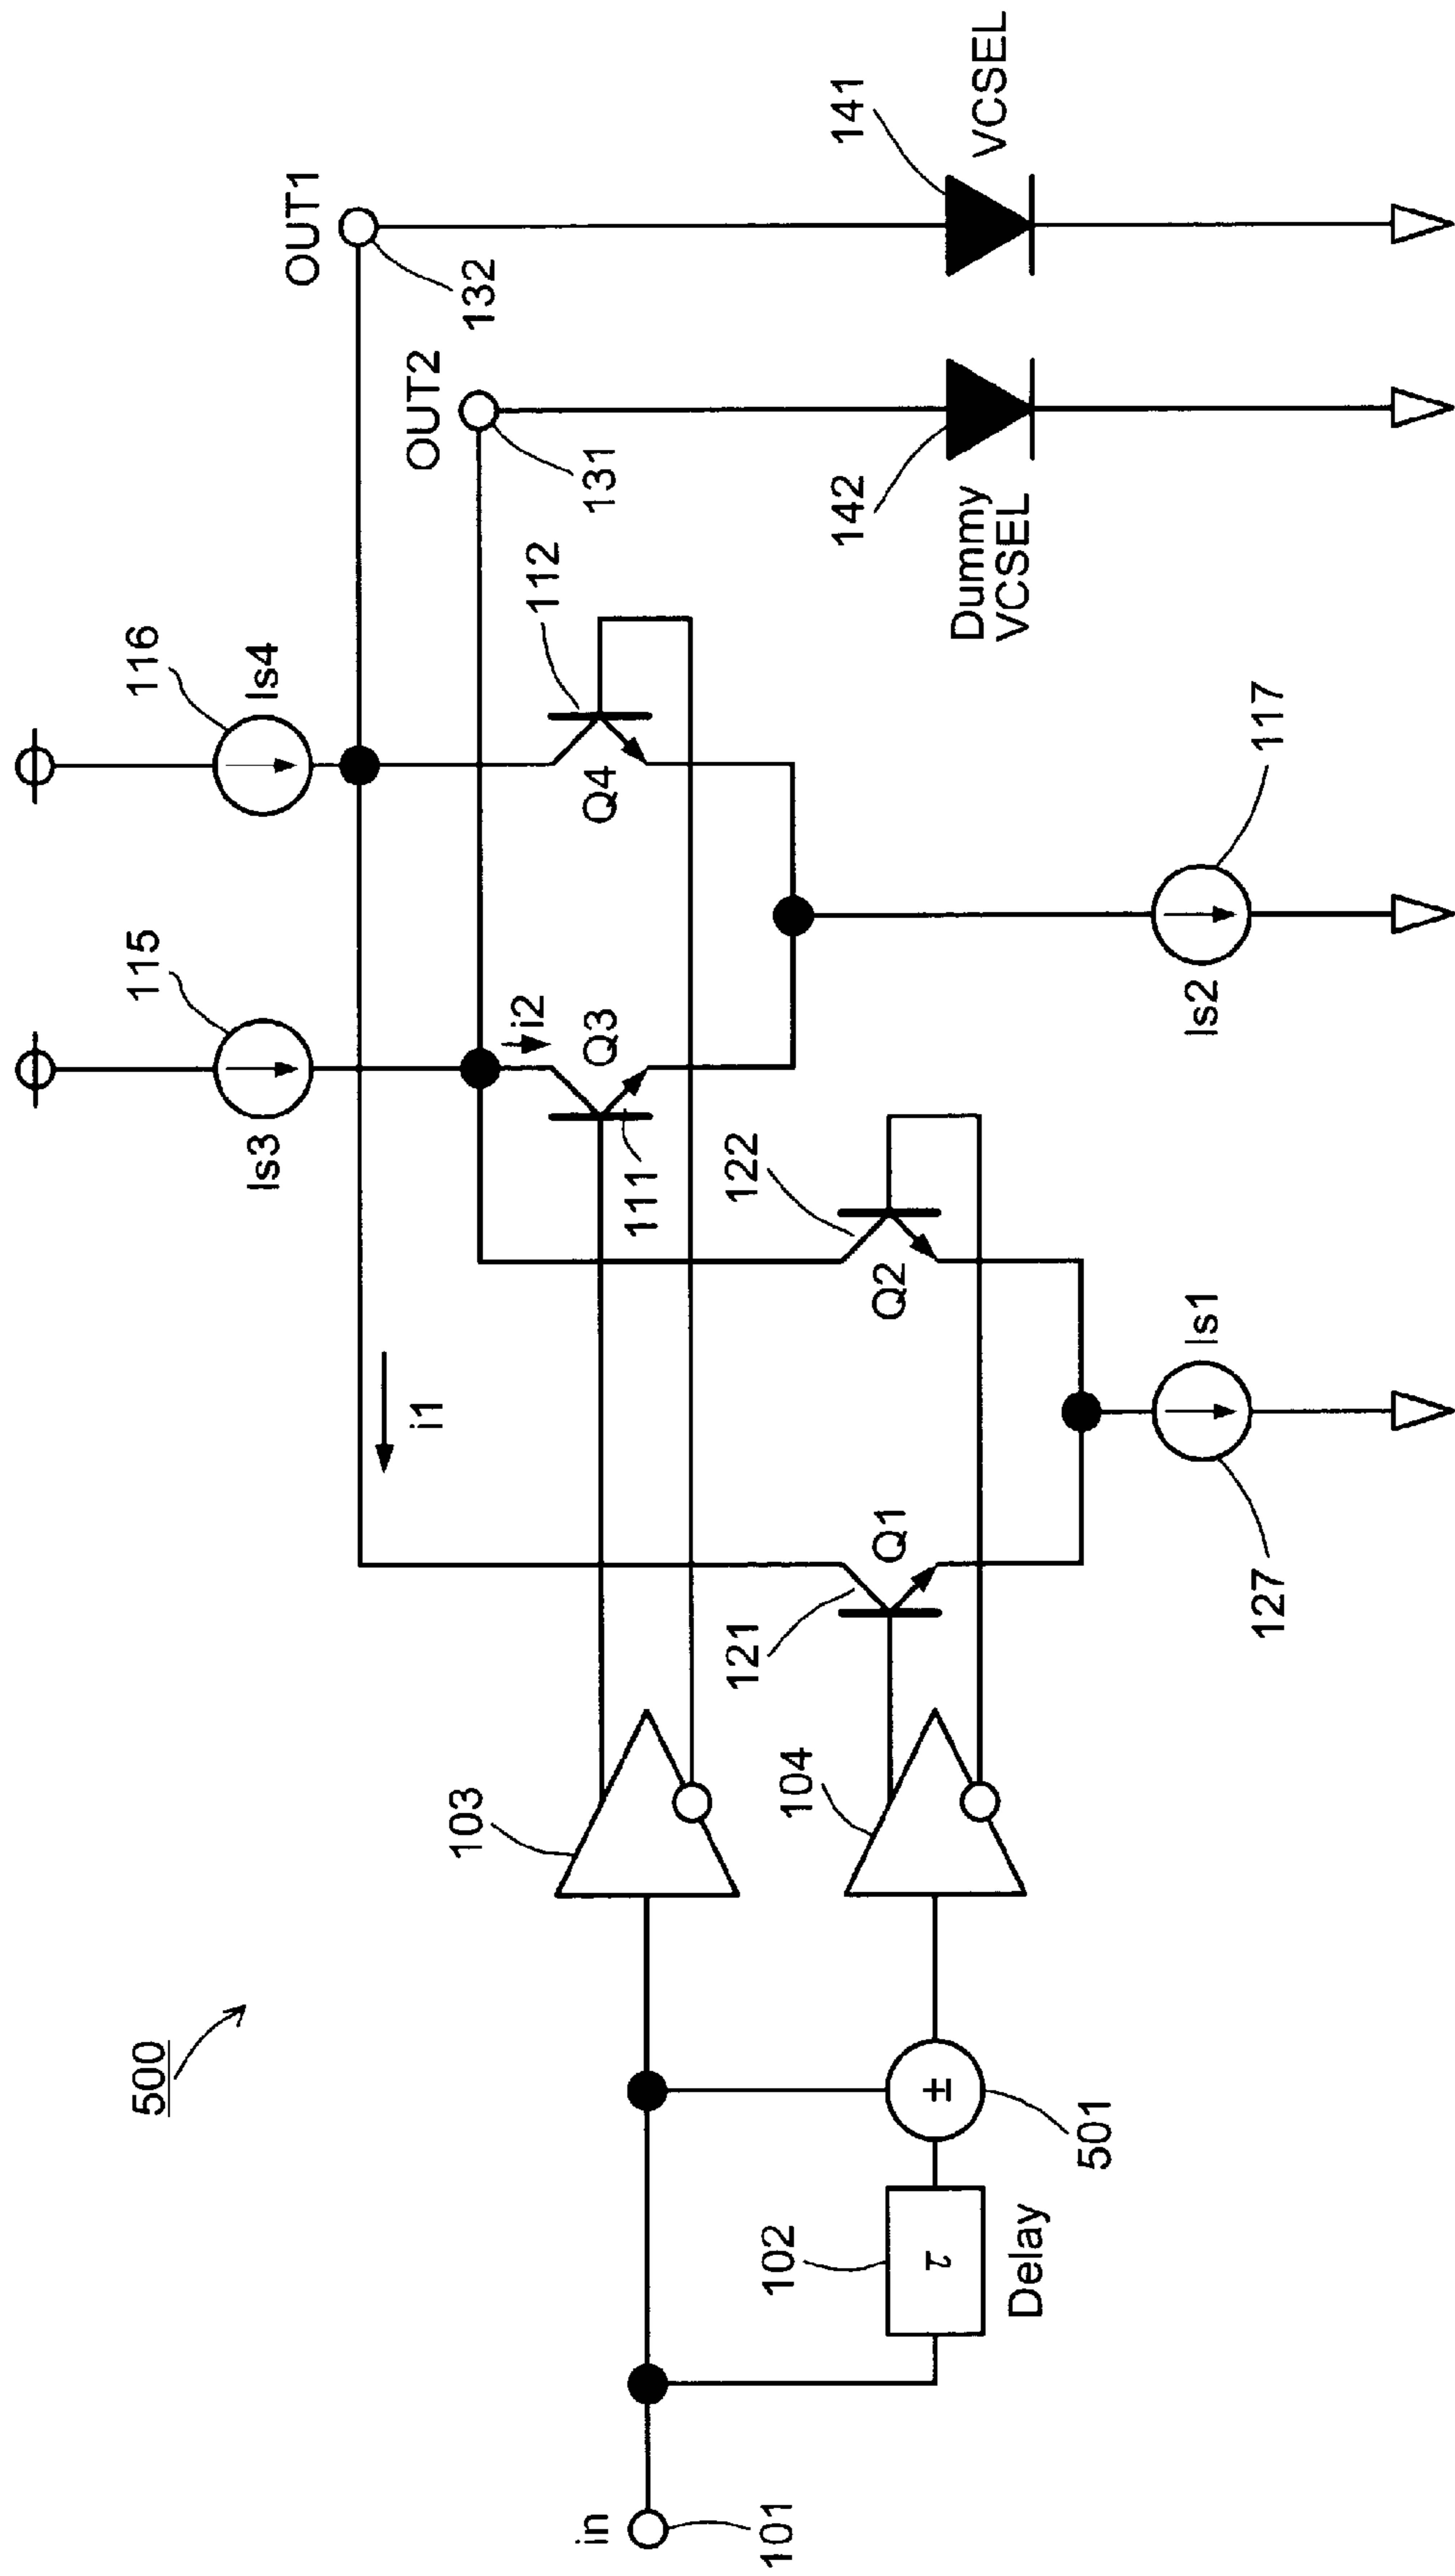 500
in
101
102
τ
Delay
∓
501
103
104
i1
121
Q1
127
Is1
Q2
122
111
Q3
i2
Is3
115
Is4
116
Q4
112
Is2
117
OUT2
131
OUT1
132
142
Dummy
VCSEL
141
VCSEL